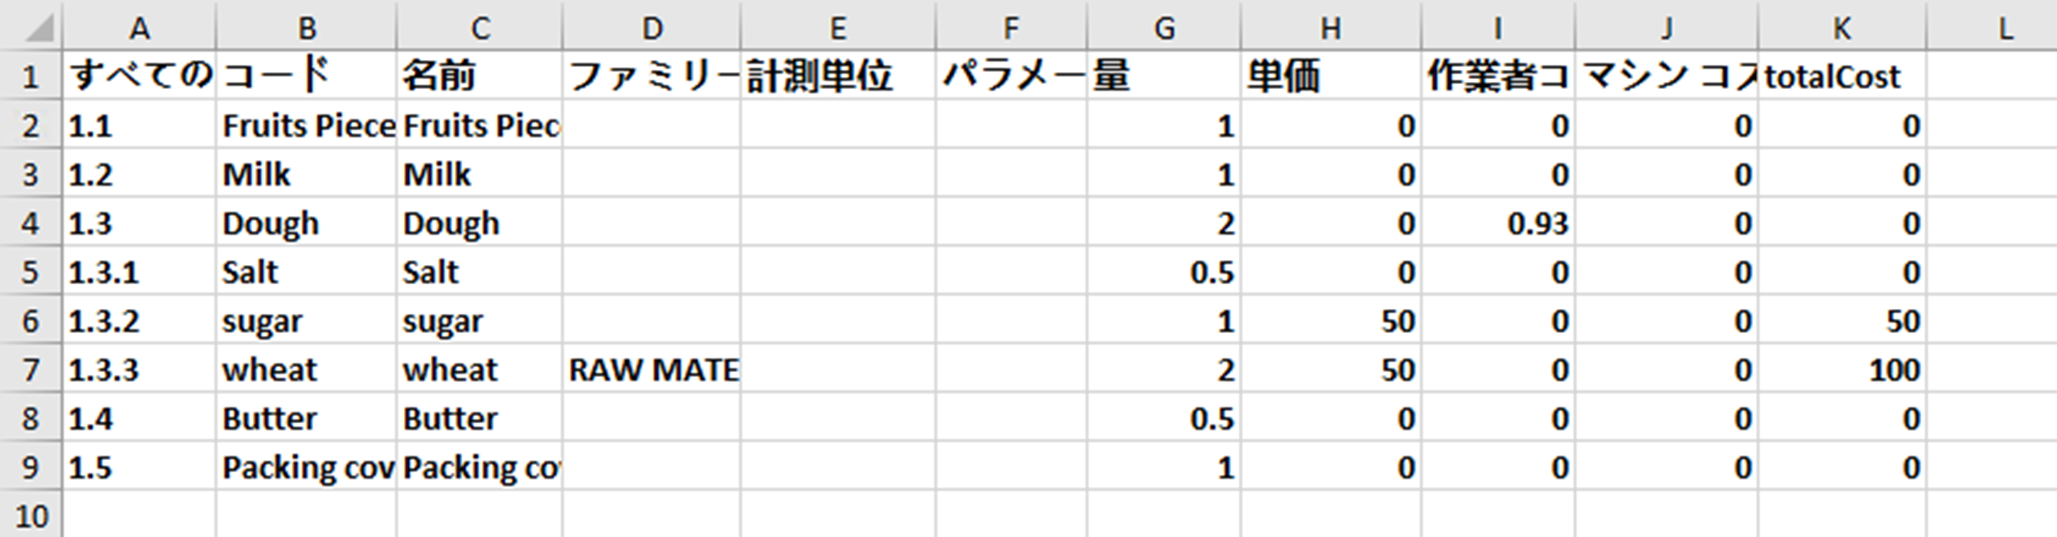 A B C D E F G H I J K L
1 すべての コード 名前 ファミリー 計測単位 パラメー 量 単価 作業者コ マシン コス totalCost
2 1.1 Fruits Piece Fruits Piec 1 0 0 0 0
3 1.2 Milk Milk 1 0 0 0 0
4 1.3 Dough Dough 2 0 0.93 0 0
5 1.3.1 Salt Salt 0.5 0 0 0 0
6 1.3.2 sugar sugar 1 50 0 0 50
7 1.3.3 wheat wheat RAW MATE 2 50 0 0 100
8 1.4 Butter Butter 0.5 0 0 0 0
9 1.5 Packing cov Packing co 1 0 0 0 0
10